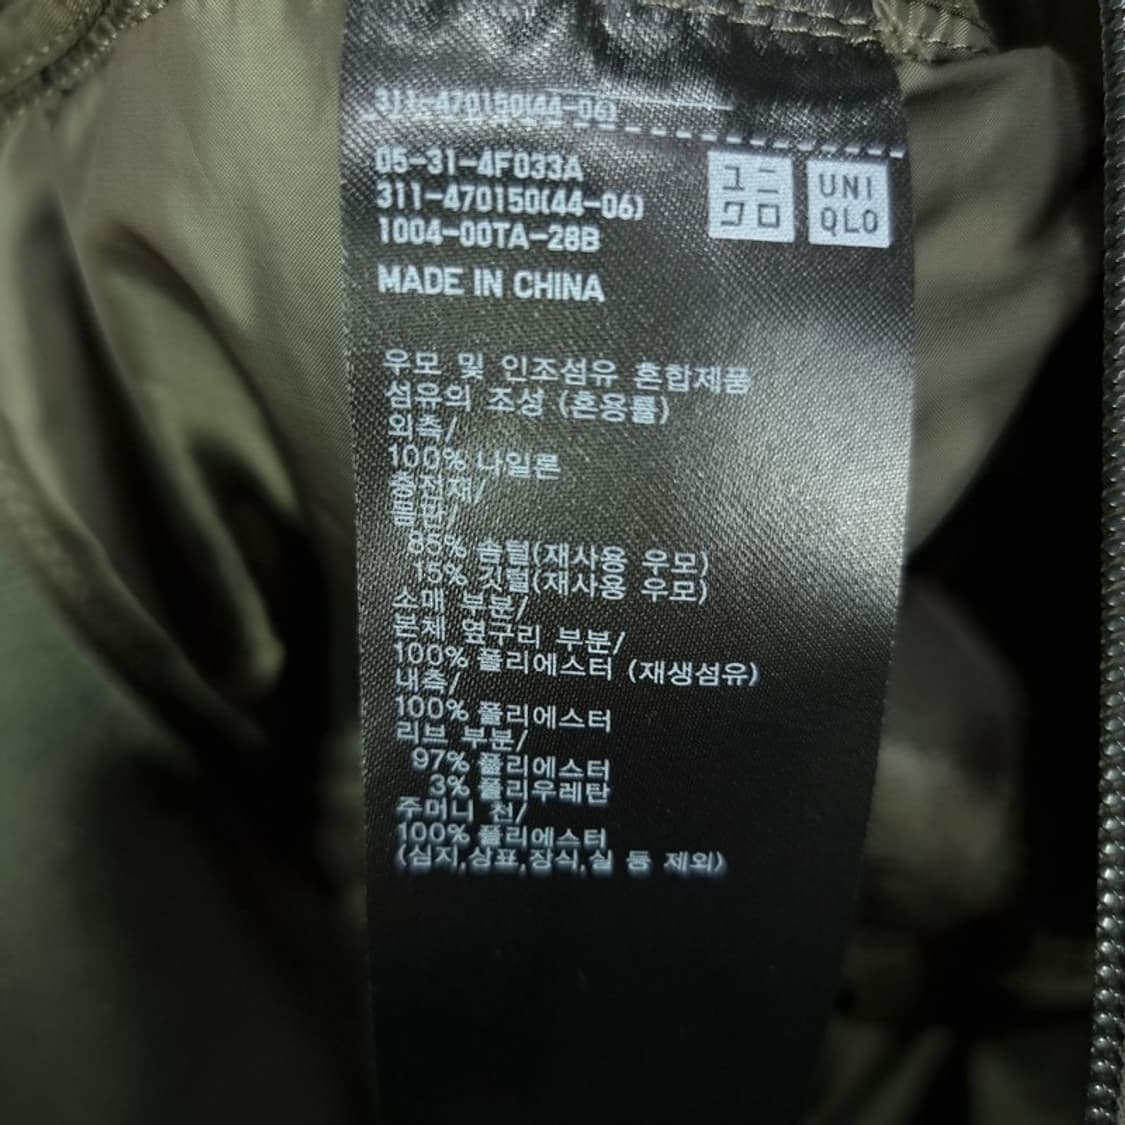 311-470150(44-06)
05-31-4F033A
311-470150(44-06)
1004-00TA-28B
ユニ
クロ
UNI
QLO
MADE IN CHINA
우모 및 인조섬유 혼합제품
섬유의 조성 (혼용률)
외측/
100% 나일론
충전재/
몸판/
85% 솜털(재사용 우모)
15% 깃털(재사용 우모)
소매 부분/
본체 옆구리 부분/
100% 폴리에스터 (재생섬유)
내측/
100% 폴리에스터
리브 부분/
97% 폴리에스터
3% 폴리우레탄
주머니 천/
100% 폴리에스터
(심지,상표,장식,실 등 제외)